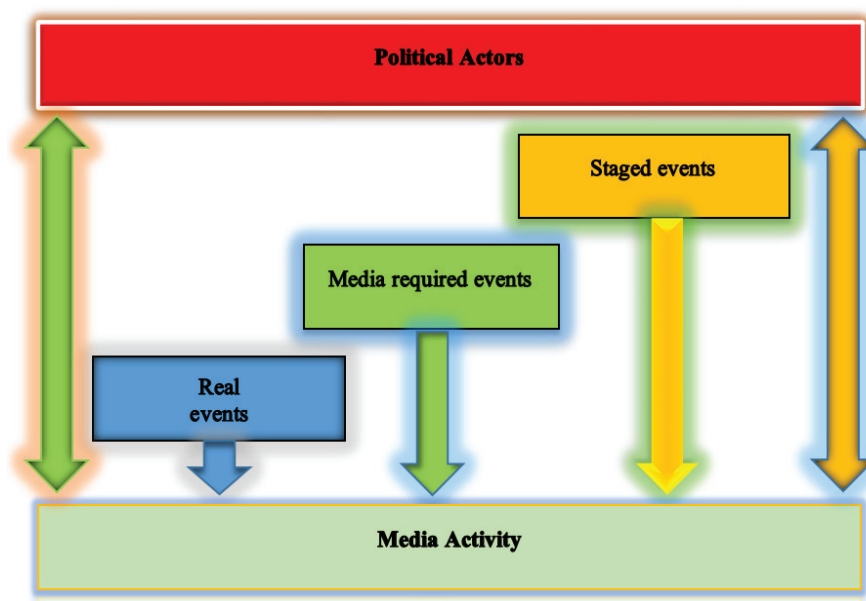 Political Actors
Staged events
Media required events
Real
events
Media Activity